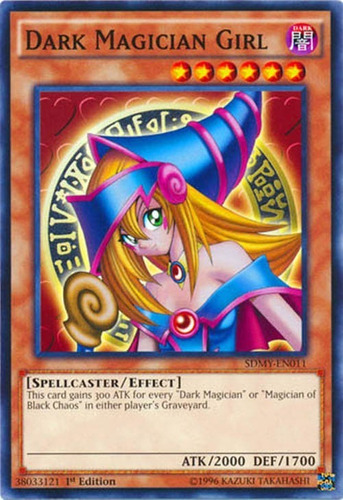 DARK MAGICIAN GIRL
DARK
闇
SDMY-EN011
[SPELLCASTER/EFFECT]
This card gains 300 ATK for every "Dark Magician" or "Magician of
Black Chaos" in either player's Graveyard.
ATK/2000 DEF/1700
38033121 1st Edition
©1996 KAZUKI TAKAHASHI